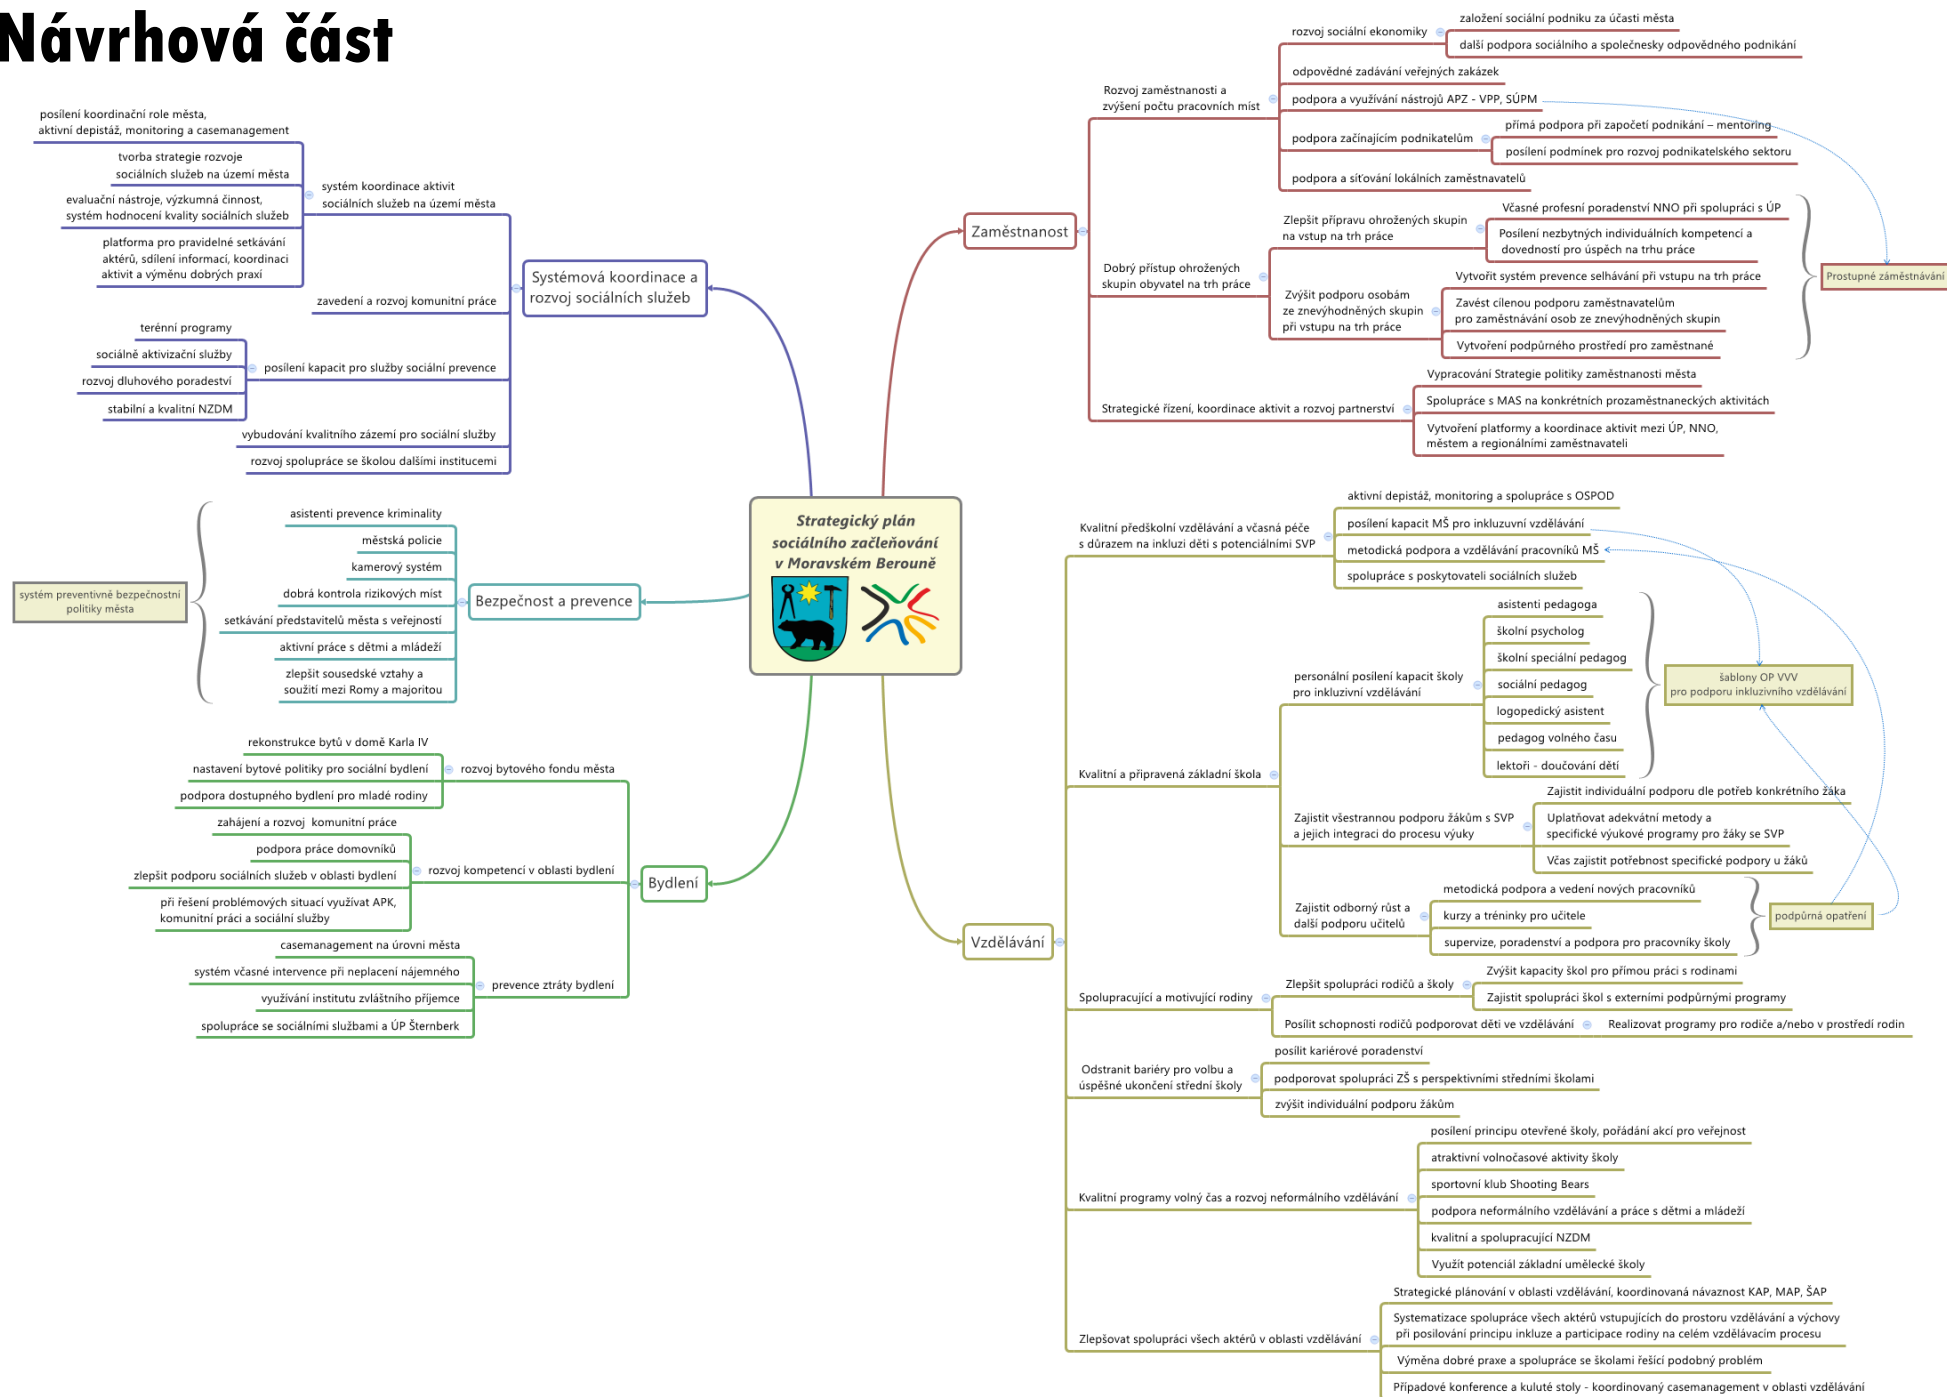 Návrhová část
Strategický plán
sociálního začleňování
v Moravském Berouně
Systémová koordinace a
rozvoj sociálních služeb
systém koordinace aktivit
sociálních služeb na území města
posílení koordinační role města,
aktivní depistáž, monitoring a casemanagement
tvorba strategie rozvoje
sociálních služeb na území města
evaluační nástroje, výzkumná činnost,
systém hodnocení kvality sociálních služeb
platforma pro pravidelné setkávání
aktérů, sdílení informací, koordinaci
aktivit a výměnu dobrých praxí
zavedení a rozvoj komunitní práce
posílení kapacit pro služby sociální prevence
terénní programy
sociálně aktivizační služby
rozvoj dluhového poradeství
stabilní a kvalitní NZDM
vybudování kvalitního zázemí pro sociální služby
rozvoj spolupráce se školou dalšími institucemi
Bezpečnost a prevence
asistenti prevence kriminality
městská policie
kamerový systém
dobrá kontrola rizikových míst
setkávání představitelů města s veřejností
aktivní práce s dětmi a mládeží
zlepšit sousedské vztahy a
soužití mezi Romy a majoritou
systém preventivně bezpečnostní
politiky města
Bydlení
rozvoj bytového fondu města
rekonstrukce bytů v domě Karla IV
nastavení bytové politiky pro sociální bydlení
podpora dostupného bydlení pro mladé rodiny
rozvoj kompetencí v oblasti bydlení
zahájení a rozvoj  komunitní práce
podpora práce domovníků
zlepšit podporu sociálních služeb v oblasti bydlení
při řešení problémových situací využívat APK,
komunitní práci a sociální služby
prevence ztráty bydlení
casemanagement na úrovni města
systém včasné intervence při neplacení nájemného
využívání institutu zvláštního příjemce
spolupráce se sociálními službami a ÚP Šternberk
Zaměstnanost
Rozvoj zaměstnanosti a
zvýšení počtu pracovních míst
rozvoj sociální ekonomiky
založení sociální podniku za účasti města
další podpora sociálního a společnesky odpovědného podnikání
odpovědné zadávání veřejných zakázek
podpora a využívání nástrojů APZ - VPP, SÚPM
podpora začínajícim podnikatelům
přímá podpora při započetí podnikání – mentoring
posílení podmínek pro rozvoj podnikatelského sektoru
podpora a síťování lokálních zaměstnavatelů
Dobrý přístup ohrožených
skupin obyvatel na trh práce
Zlepšit přípravu ohrožených skupin
na vstup na trh práce
Včasné profesní poradenství NNO při spolupráci s ÚP
Posílení nezbytných individuálních kompetencí a
dovedností pro úspěch na trhu práce
Zvýšit podporu osobám
ze znevýhodněných skupin
při vstupu na trh práce
Vytvořit systém prevence selhávání při vstupu na trh práce
Zavést cílenou podporu zaměstnavatelům
pro zaměstnávání osob ze znevýhodněných skupin
Vytvoření podpůrného prostředí pro zaměstnané
Prostupné záměstnávání
Strategické řízení, koordinace aktivit a rozvoj partnerství
Vypracování Strategie politiky zaměstnanosti města
Spolupráce s MAS na konkrétních prozaměstnaneckých aktivitách
Vytvoření platformy a koordinace aktivit mezi ÚP, NNO,
městem a regionálními zaměstnavateli
Vzdělávání
Kvalitní předškolní vzdělávání a včasná péče
s důrazem na inkluzi děti s potenciálními SVP
aktivní depistáž, monitoring a spolupráce s OSPOD
posílení kapacit MŠ pro inkluzuvní vzdělávání
metodická podpora a vzdělávání pracovníků MŠ
spolupráce s poskytovateli sociálních služeb
Kvalitní a připravená základní škola
personální posílení kapacit školy
pro inkluzivní vzdělávání
asistenti pedagoga
školní psycholog
školní speciální pedagog
sociální pedagog
logopedický asistent
pedagog volného času
lektoři - doučování dětí
šablony OP VVV
pro podporu inkluzivního vzdělávání
Zajistit všestrannou podporu žákům s SVP
a jejich integraci do procesu výuky
Zajistit individuální podporu dle potřeb konkrétního žáka
Uplatňovat adekvátní metody a
specifické výukové programy pro žáky se SVP
Včas zajistit potřebnost specifické podpory u žáků
Zajistit odborný růst a
další podporu učitelů
metodická podpora a vedení nových pracovníků
kurzy a tréninky pro učitele
supervize, poradenství a podpora pro pracovníky školy
podpůrná opatření
Spolupracující a motivující rodiny
Zlepšit spolupráci rodičů a školy
Zvýšit kapacity škol pro přímou práci s rodinami
Zajistit spolupráci škol s externími podpůrnými programy
Posílit schopnosti rodičů podporovat děti ve vzdělávání
Realizovat programy pro rodiče a/nebo v prostředí rodin
Odstranit bariéry pro volbu a
úspěšné ukončení střední školy
posílit kariérové poradenství
podporovat spolupráci ZŠ s perspektivními středními školami
zvýšit individuální podporu žákům
Kvalitní programy volný čas a rozvoj neformálního vzdělávání
posílení principu otevřené školy, pořádání akcí pro veřejnost
atraktivní volnočasové aktivity školy
sportovní klub Shooting Bears
podpora neformálního vzdělávání a práce s dětmi a mládeží
kvalitní a spolupracující NZDM
Využít potenciál základní umělecké školy
Zlepšovat spolupráci všech aktérů v oblasti vzdělávání
Strategické plánování v oblasti vzdělávání, koordinovaná návaznost KAP, MAP, ŠAP
Systematizace spolupráce všech aktérů vstupujících do prostoru vzdělávání a výchovy
při posilování principu inkluze a participace rodiny na celém vzdělávacim procesu
Výměna dobré praxe a spolupráce se školami řešící podobný problém
Případové konference a kuluté stoly - koordinovaný casemanagement v oblasti vzdělávání